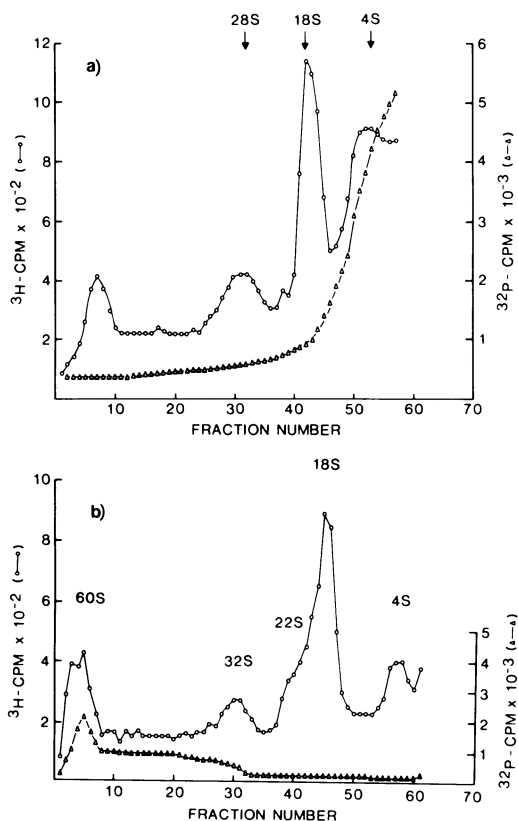 28S 18S 4S
a)
12
10
8
6
4
2
6
5
4
3
2
1
³H-CPM x 10⁻² (o—o)
³²P-CPM x 10⁻³ (△—△)
10 20 30 40 50 60 70
FRACTION NUMBER
18S
b)
60S
32S
22S
4S
10
8
6
4
2
5
4
3
2
1
³H-CPM x 10⁻² (o—o)
³²P-CPM x 10⁻³ (△—△)
10 20 30 40 50 60 70
FRACTION NUMBER